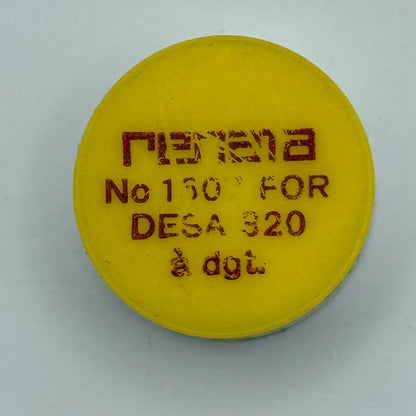 renata
No FOR
DESA 320
à dgt.